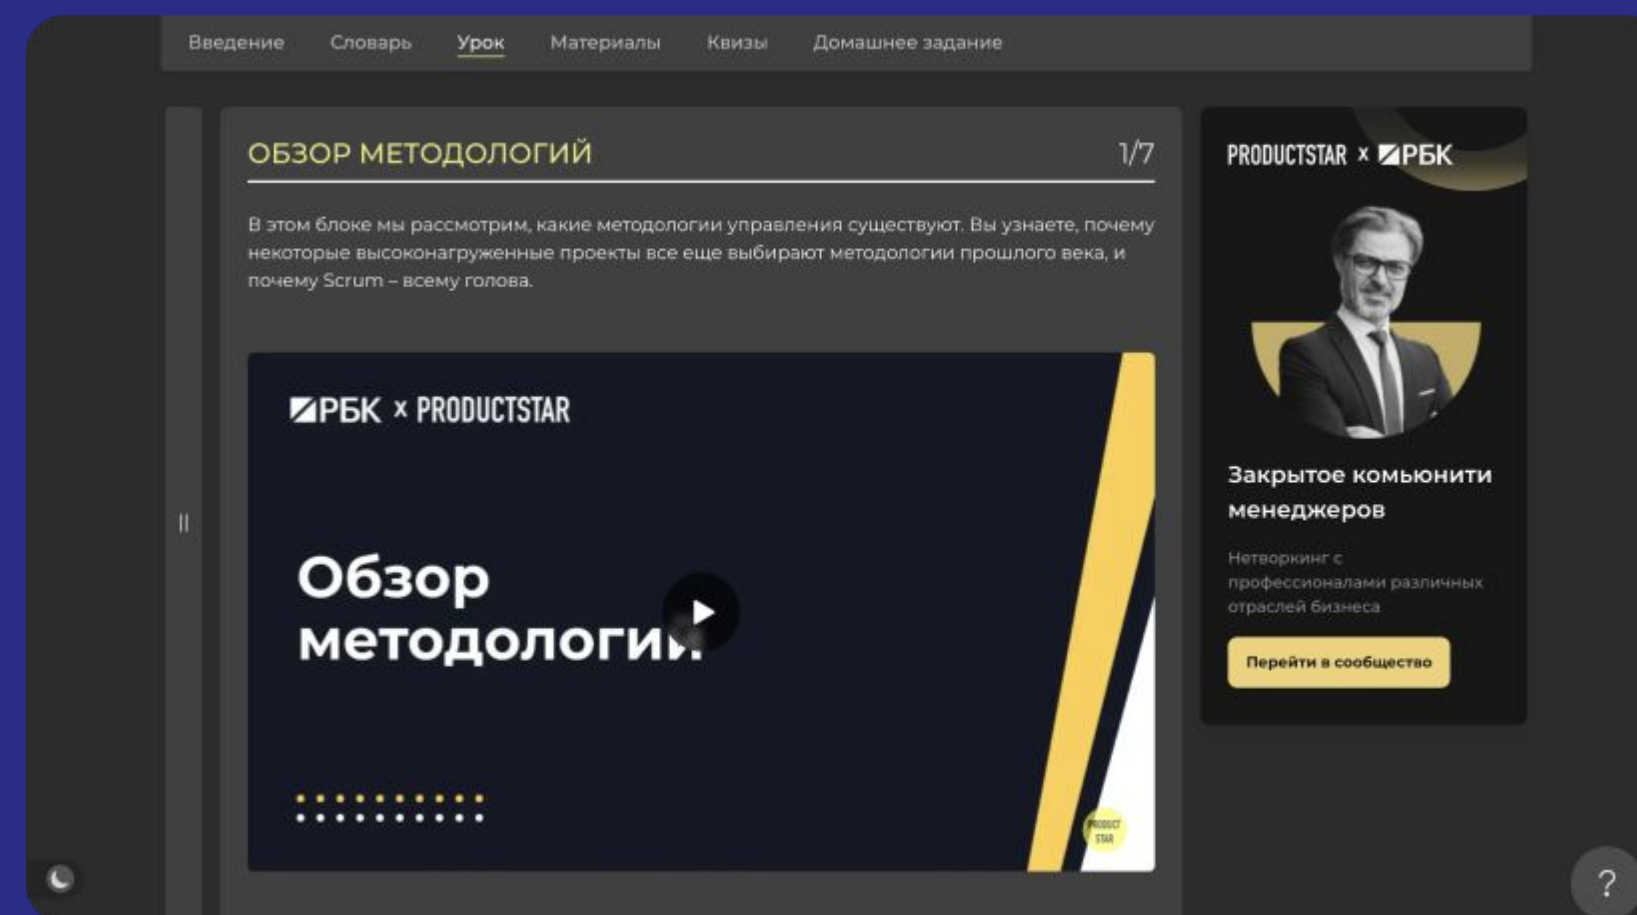 Введение Словарь Урок Материалы Квизы Домашнее задание
ОБЗОР МЕТОДОЛОГИЙ 1/7
В этом блоке мы рассмотрим, какие методологии управления существуют. Вы узнаете, почему
некоторые высоконагруженные проекты все еще выбирают методологии прошлого века, и
почему Scrum – всему голова.
РБК x PRODUCTSTAR
Обзор
методологий
PRODUCT
STAR
PRODUCTSTAR x РБК
Закрытое комьюнити
менеджеров
Нетворкинг с
профессионалами различных
отраслей бизнеса
Перейти в сообщество
?